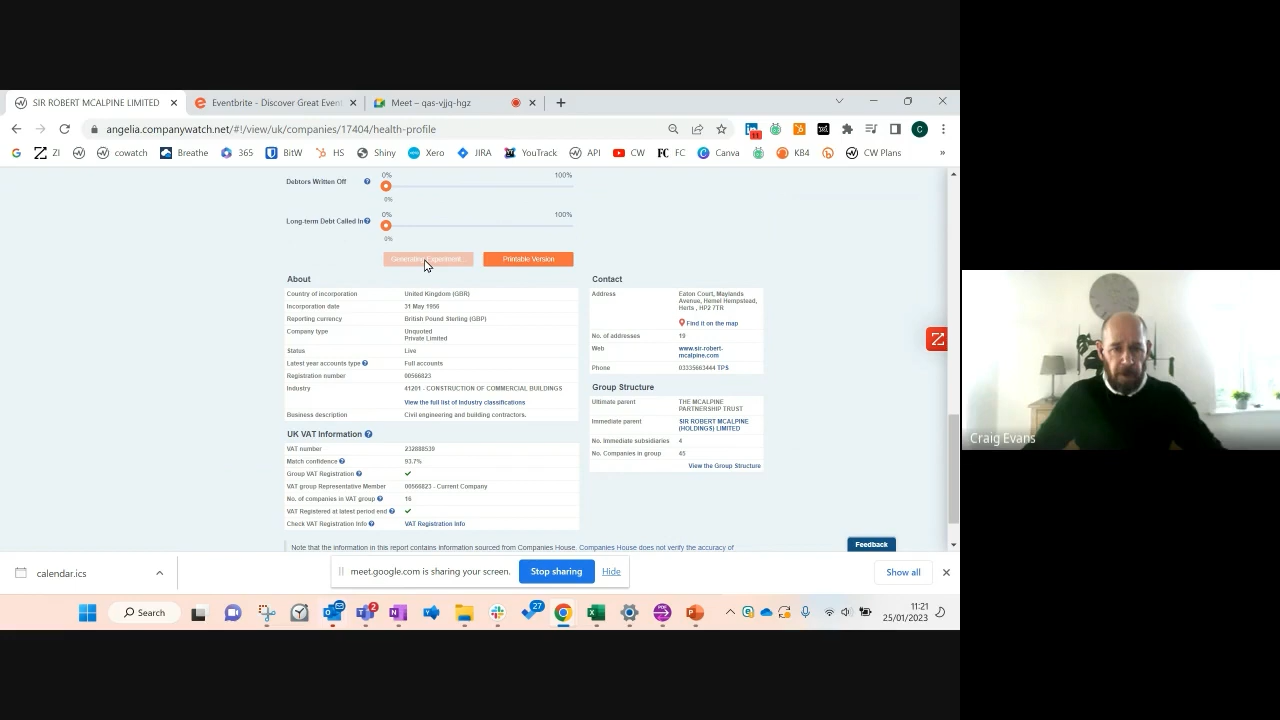 SIR ROBERT MCALPINE LIMITED
Eventbrite - Discover Great Even
Meet – qas-vjjq-hgz
angelia.companywatch.net/#!/view/uk/companies/17404/health-profile
ZI
cowatch
Breathe
365
BitW
HS
Shiny
Xero
JIRA
YouTrack
API
CW
FC FC
Canva
KB4
CW Plans
»
Debtors Written Off
0%
100%
0%
Long-term Debt Called In
0%
100%
0%
Printable Version
About
Country of incorporation United Kingdom (GBR)
Incorporation date 31 May 1956
Reporting currency British Pound Sterling (GBP)
Company type Unquoted
Private Limited
Status Live
Latest year accounts type Full accounts
Registration number 00566823
Industry 41201 - CONSTRUCTION OF COMMERCIAL BUILDINGS
View the full list of Industry classifications
Business description Civil engineering and building contractors.
UK VAT Information
VAT number 232888539
Match confidence 93.7%
Group VAT Registration
VAT group Representative Member 00566823 - Current Company
No. of companies in VAT group 16
VAT Registered at latest period end
Check VAT Registration Info VAT Registration Info
Contact
Address Eaton Court, Maylands
Avenue, Hemel Hempstead,
Herts , HP2 7TR
Find it on the map
No. of addresses 19
Web www.sir-robert-
mcalpine.com
Phone 03335663444 TPS
Group Structure
Ultimate parent THE MCALPINE
PARTNERSHIP TRUST
Immediate parent SIR ROBERT MCALPINE
(HOLDINGS) LIMITED
No. Immediate subsidiaries 4
No. Companies in group 45
View the Group Structure
Note that the information in this report contains information sourced from Companies House. Companies House does not verify the accuracy of
Feedback
calendar.ics
meet.google.com is sharing your screen.
Stop sharing
Hide
Show all
Search
2
27
11:21
25/01/2023
Craig Evans